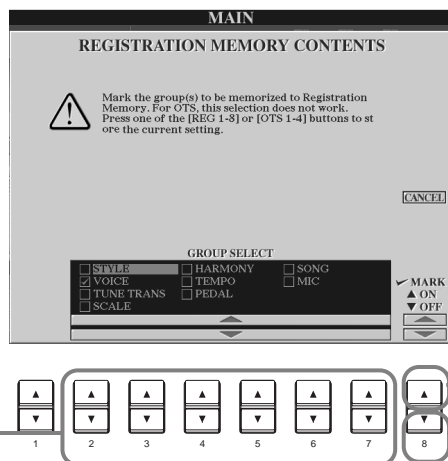 MAIN
REGISTRATION MEMORY CONTENTS
Mark the group(s) to be memorized to Registration
Memory. For OTS, this selection does not work.
Press one of the [REG 1-8] or [OTS 1-4] buttons to st
ore the current setting.
CANCEL
GROUP SELECT
STYLE HARMONY SONG
VOICE TEMPO MIC
TUNE TRANS PEDAL
SCALE
MARK
▲ ON
▼ OFF
1 2 3 4 5 6 7 8